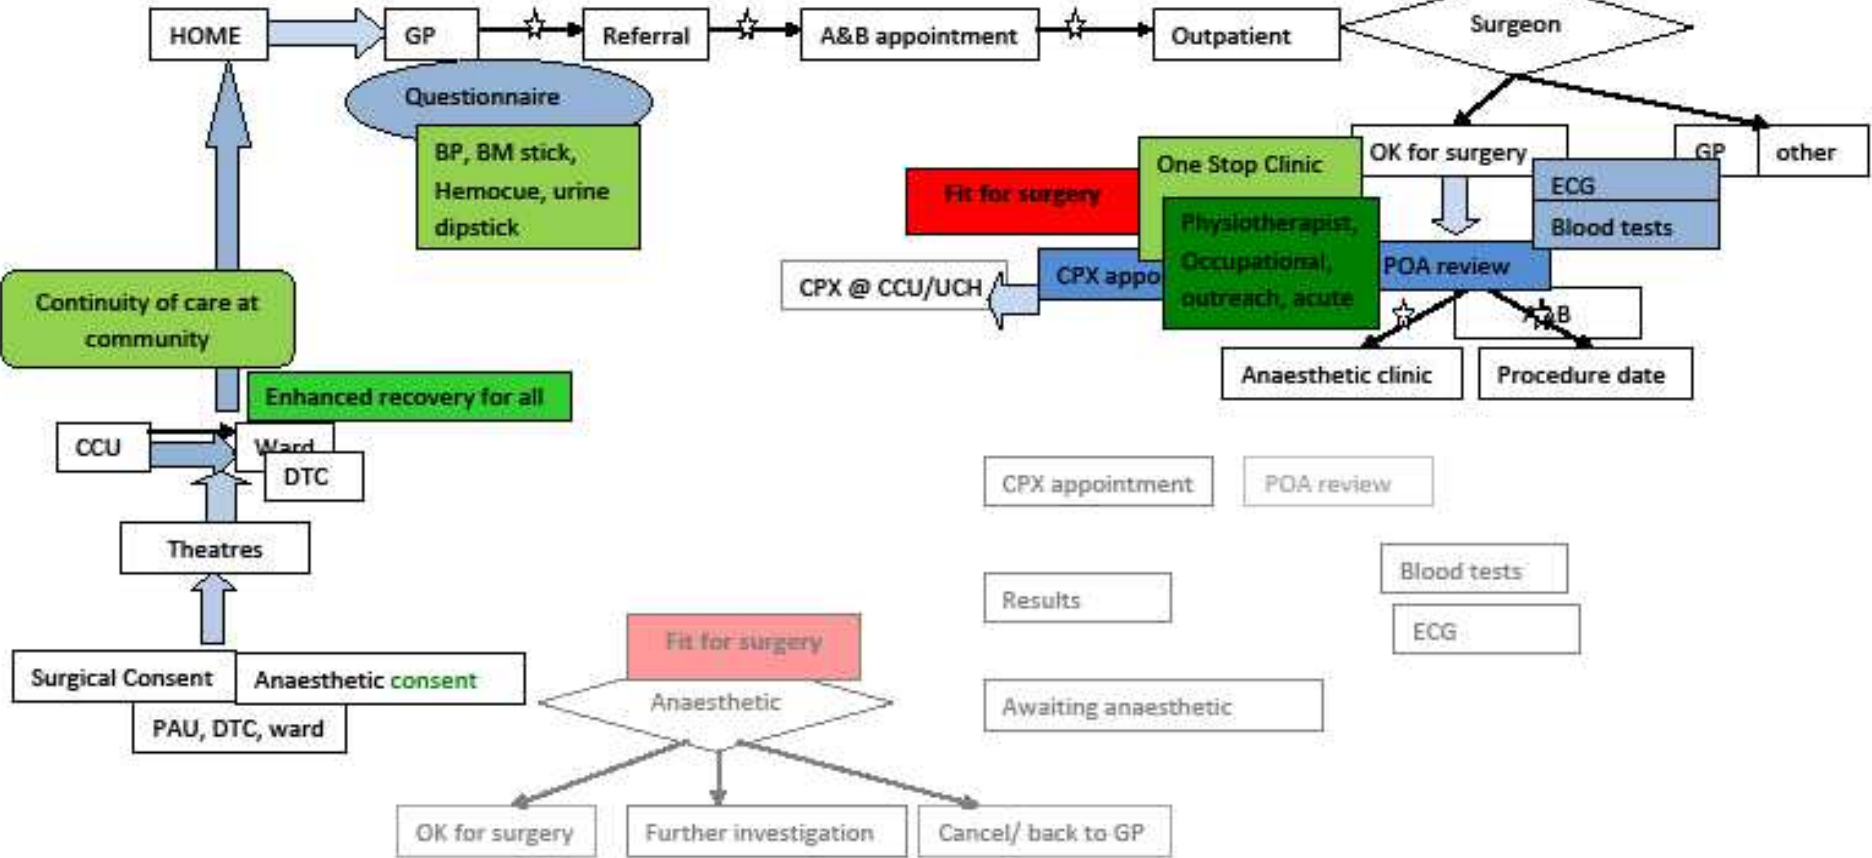 HOME
GP
Referral
A&B appointment
Outpatient
Surgeon
Questionnaire
BP, BM stick,
Hemocue, urine
dipstick
OK for surgery
GP
other
One Stop Clinic
Fit for surgery
ECG
Blood tests
Physiotherapist,
Occupational,
outreach, acute
POA review
CPX appo
CPX @ CCU/UCH
Continuity of care at
community
Anaesthetic clinic
Procedure date
Enhanced recovery for all
CCU
Ward
DTC
CPX appointment
POA review
Theatres
Blood tests
Results
ECG
Fit for surgery
Surgical Consent
Anaesthetic consent
Anaesthetic
Awaiting anaesthetic
PAU, DTC, ward
OK for surgery
Further investigation
Cancel/ back to GP